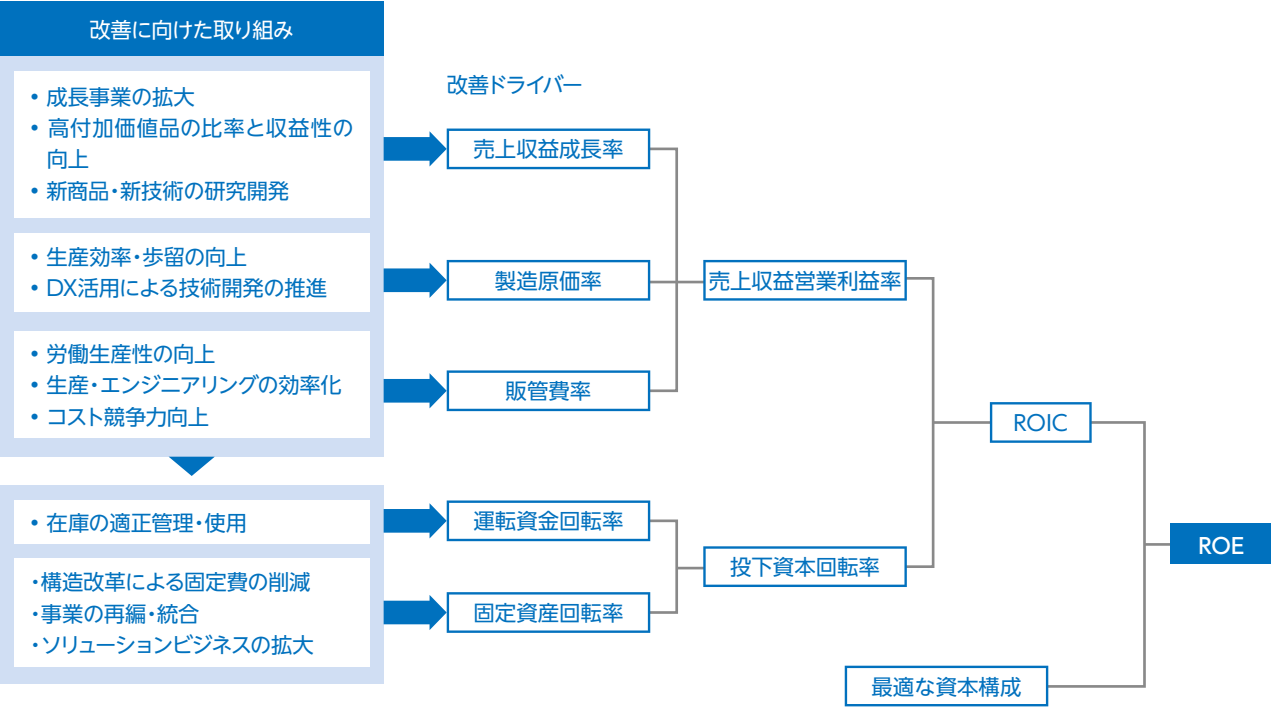 改善に向けた取り組み
• 成長事業の拡大
• 高付加価値品の比率と収益性の
向上
• 新商品・新技術の研究開発
• 生産効率・歩留の向上
• DX活用による技術開発の推進
• 労働生産性の向上
• 生産・エンジニアリングの効率化
• コスト競争力向上
• 在庫の適正管理・使用
・構造改革による固定費の削減
・事業の再編・統合
・ソリューションビジネスの拡大
改善ドライバー
売上収益成長率
製造原価率
販管費率
運転資金回転率
固定資産回転率
売上収益営業利益率
投下資本回転率
ROIC
最適な資本構成
ROE